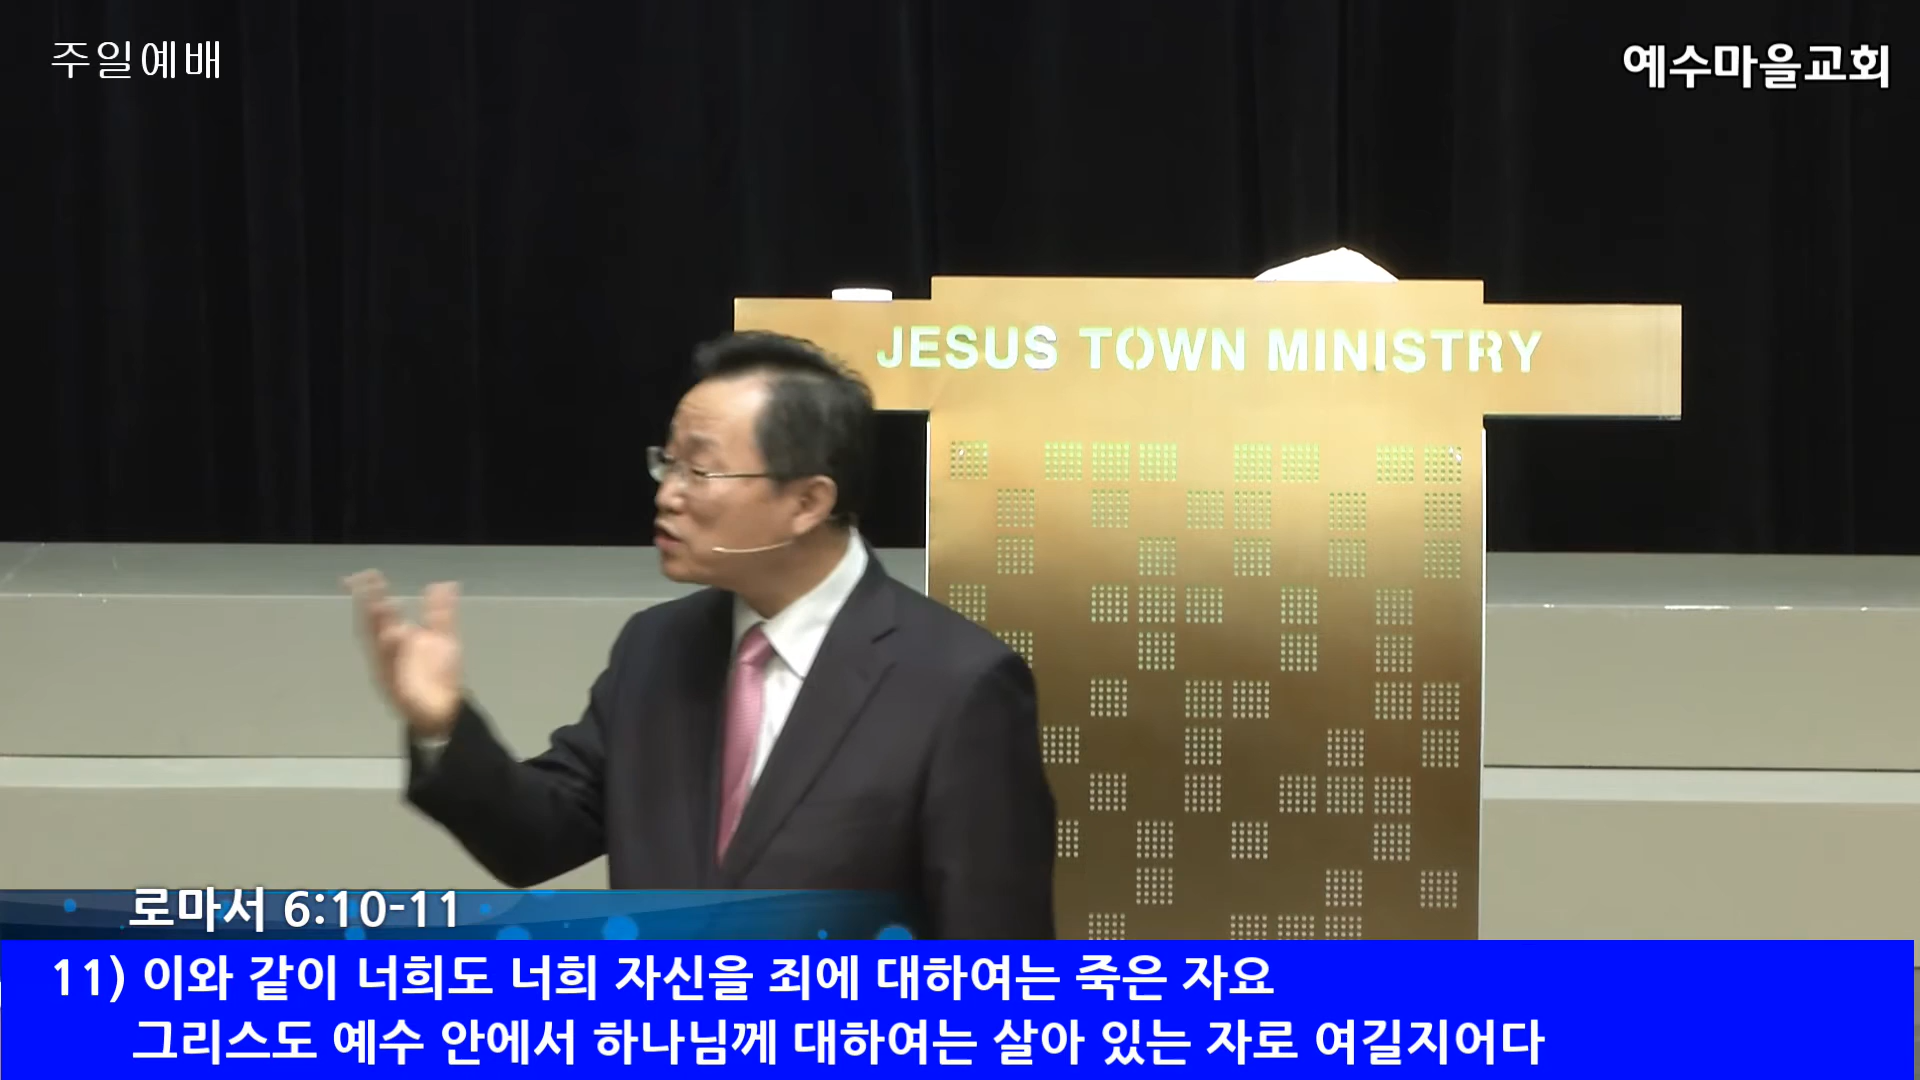 주일예배
예수마을교회
JESUS TOWN MINISTRY
로마서 6:10-11
11) 이와 같이 너희도 너희 자신을 죄에 대하여는 죽은 자요
그리스도 예수 안에서 하나님께 대하여는 살아 있는 자로 여길지어다